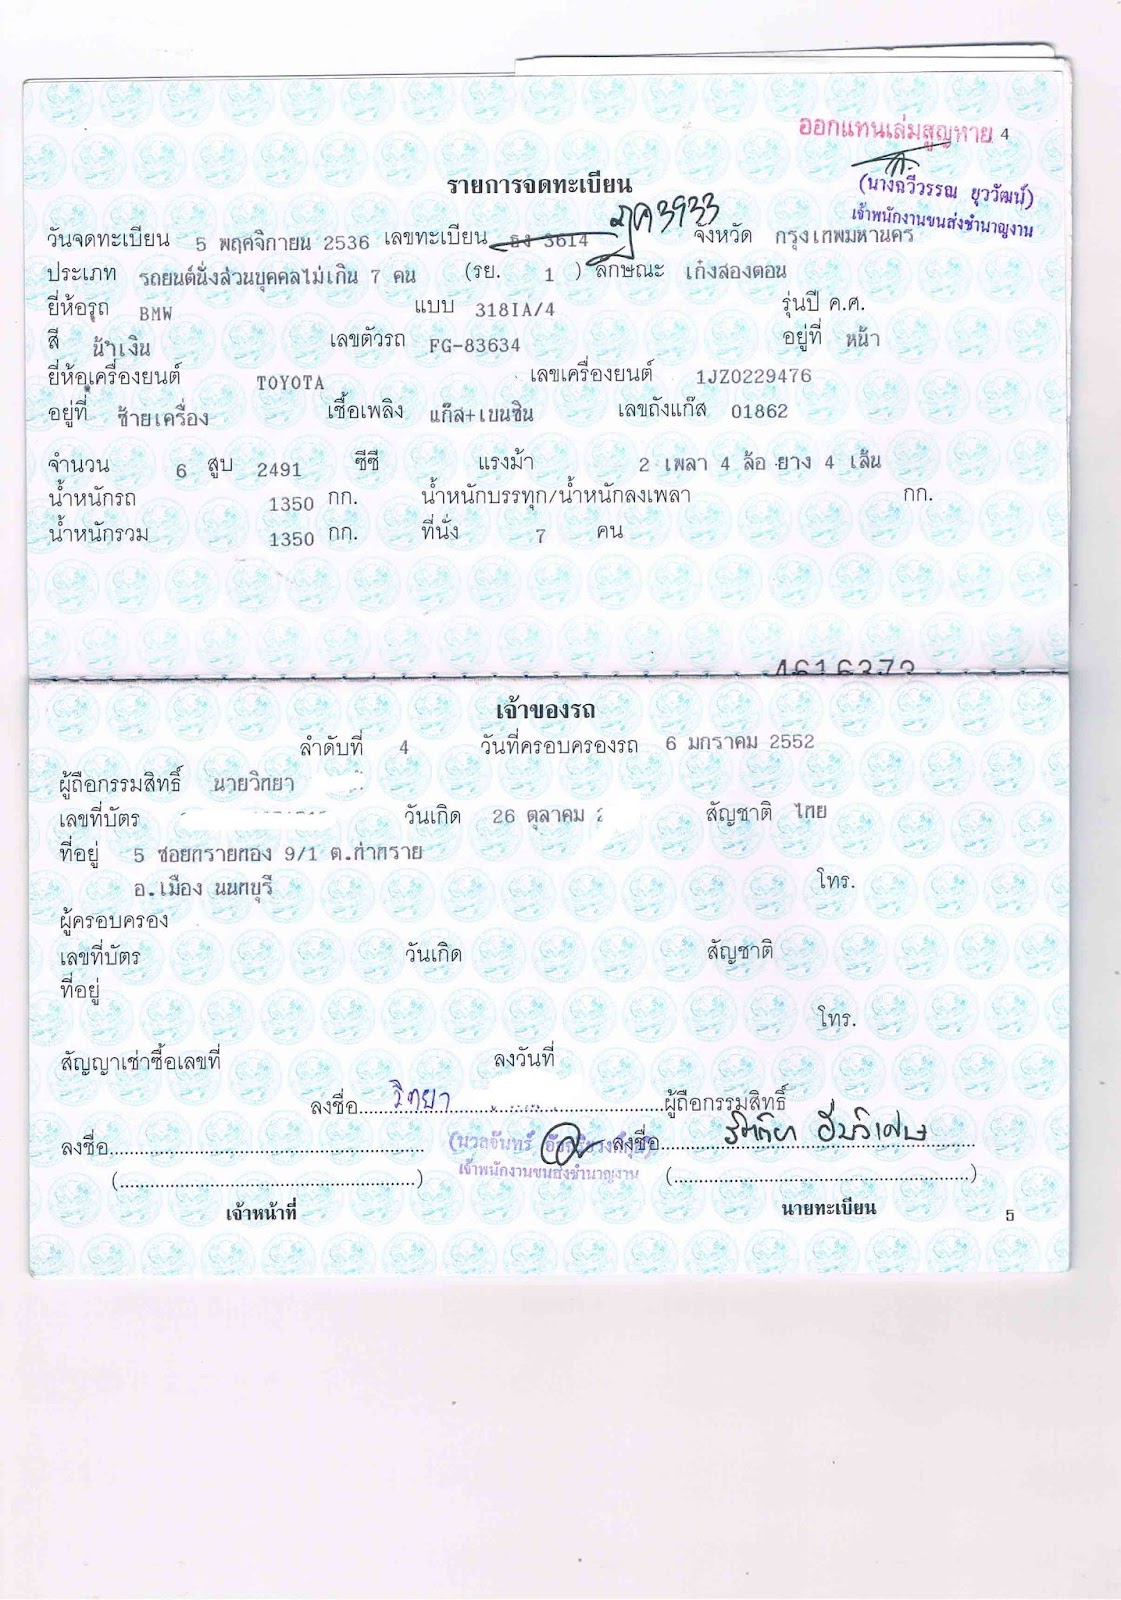 ออกแทนเล่มสูญหาย 4
(นางถวีวรรณ ยุววัฒน์)
เจ้าพนักงานขนส่งชำนาญงาน
รายการจดทะเบียน
ฎค 3933
วันจดทะเบียน 5 พฤศจิกายน 2536 เลขทะเบียน ธง 3614 จังหวัด กรุงเทพมหานคร
ประเภท รถยนต์นั่งส่วนบุคคลไม่เกิน 7 คน (รย. 1 ) ลักษณะ เก๋งสองตอน
ยี่ห้อรถ BMW แบบ 318IA/4 รุ่นปี ค.ศ.
สี น้ำเงิน เลขตัวรถ FG-83634 อยู่ที่ หน้า
ยี่ห้อเครื่องยนต์ TOYOTA เลขเครื่องยนต์ 1JZ0229476
อยู่ที่ ซ้ายเครื่อง เชื้อเพลิง แก๊ส+เบนซิน เลขถังแก๊ส 01862
จำนวน 6 สูบ 2491 ซีซี แรงม้า 2 เพลา 4 ล้อ ยาง 4 เส้น
น้ำหนักรถ 1350 กก. น้ำหนักบรรทุก/น้ำหนักลงเพลา กก.
น้ำหนักรวม 1350 กก. ที่นั่ง 7 คน
4616373
เจ้าของรถ
ลำดับที่ 4 วันที่ครอบครองรถ 6 มกราคม 2552
ผู้ถือกรรมสิทธิ์ นายวิทยา
เลขที่บัตร วันเกิด 26 ตุลาคม 2 สัญชาติ ไทย
ที่อยู่ 5 ซอยทรายทอง 9/1 ต.ท่าทราย
อ.เมือง นนทบุรี โทร.
ผู้ครอบครอง
เลขที่บัตร วันเกิด สัญชาติ
ที่อยู่
โทร.
สัญญาเช่าซื้อเลขที่ ลงวันที่
ลงชื่อ วิทยา ผู้ถือกรรมสิทธิ์
ลงชื่อ (นวลจันทร์ ลงชื่อ
เจ้าพนักงานขนส่งชำนาญงาน
(....................) (....................)
เจ้าหน้าที่ นายทะเบียน 5